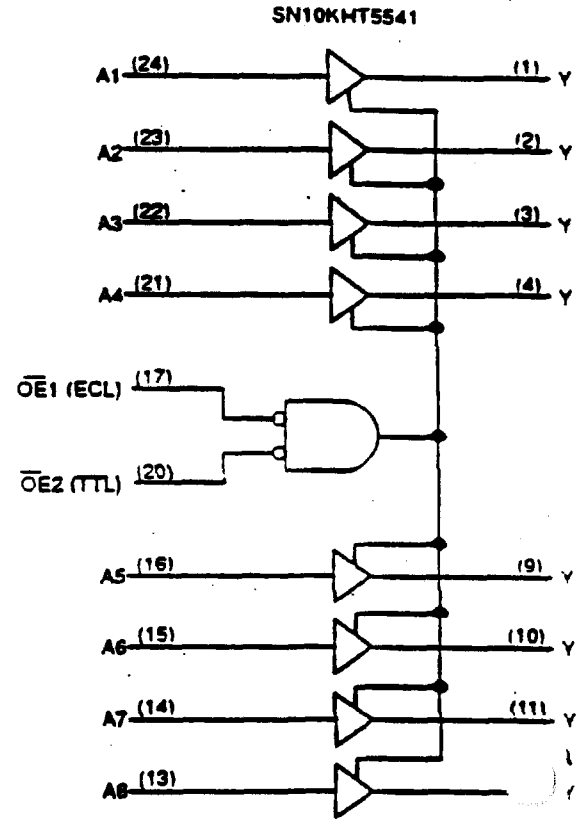 SN10KHT5541
A1 (24) (1) Y
A2 (23) (2) Y
A3 (22) (3) Y
A4 (21) (4) Y
OE1 (ECL) (17)
OE2 (TTL) (20)
A5 (16) (9) Y
A6 (15) (10) Y
A7 (14) (11) Y
A8 (13) Y